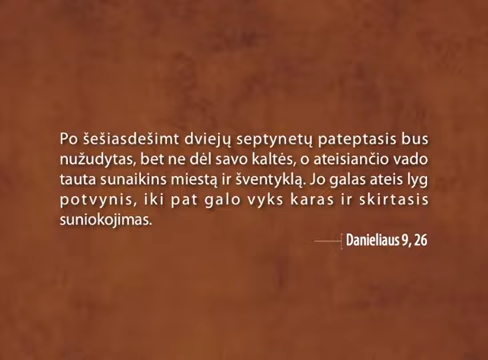 Po šešiasdešimt dviejų septynetų pateptasis bus
nužudytas, bet ne dėl savo kaltės, o ateisiančio vado
tauta sunaikins miestą ir šventyklą. Jo galas ateis lyg
potvynis, iki pat galo vyks karas ir skirtasis
suniokojimas.
Danieliaus 9, 26